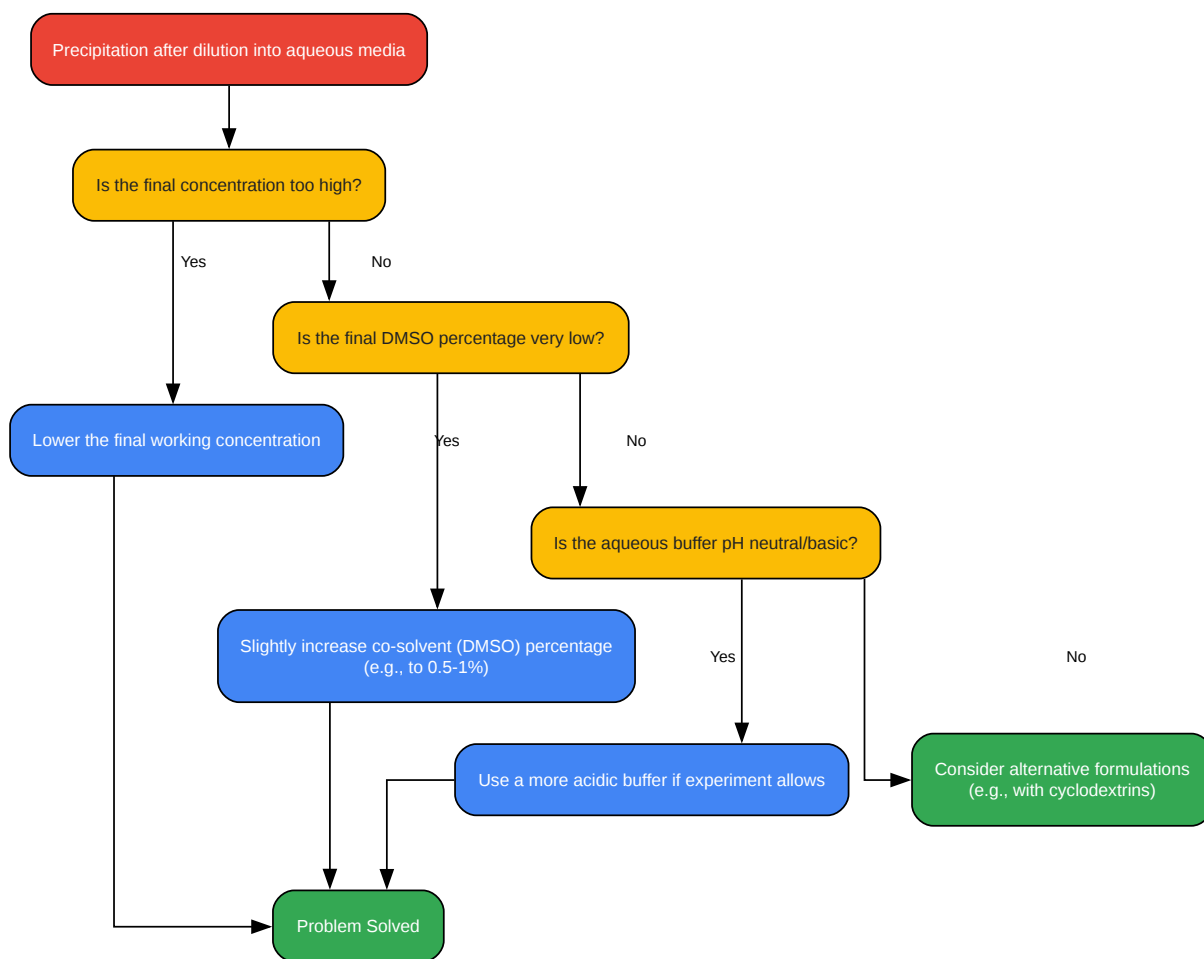 Precipitation after dilution into aqueous media
Is the final concentration too high?
Yes
No
Is the final DMSO percentage very low?
Lower the final working concentration
Yes
No
Is the aqueous buffer pH neutral/basic?
Slightly increase co-solvent (DMSO) percentage
(e.g., to 0.5-1%)
Yes
No
Use a more acidic buffer if experiment allows
Consider alternative formulations
(e.g., with cyclodextrins)
Problem Solved